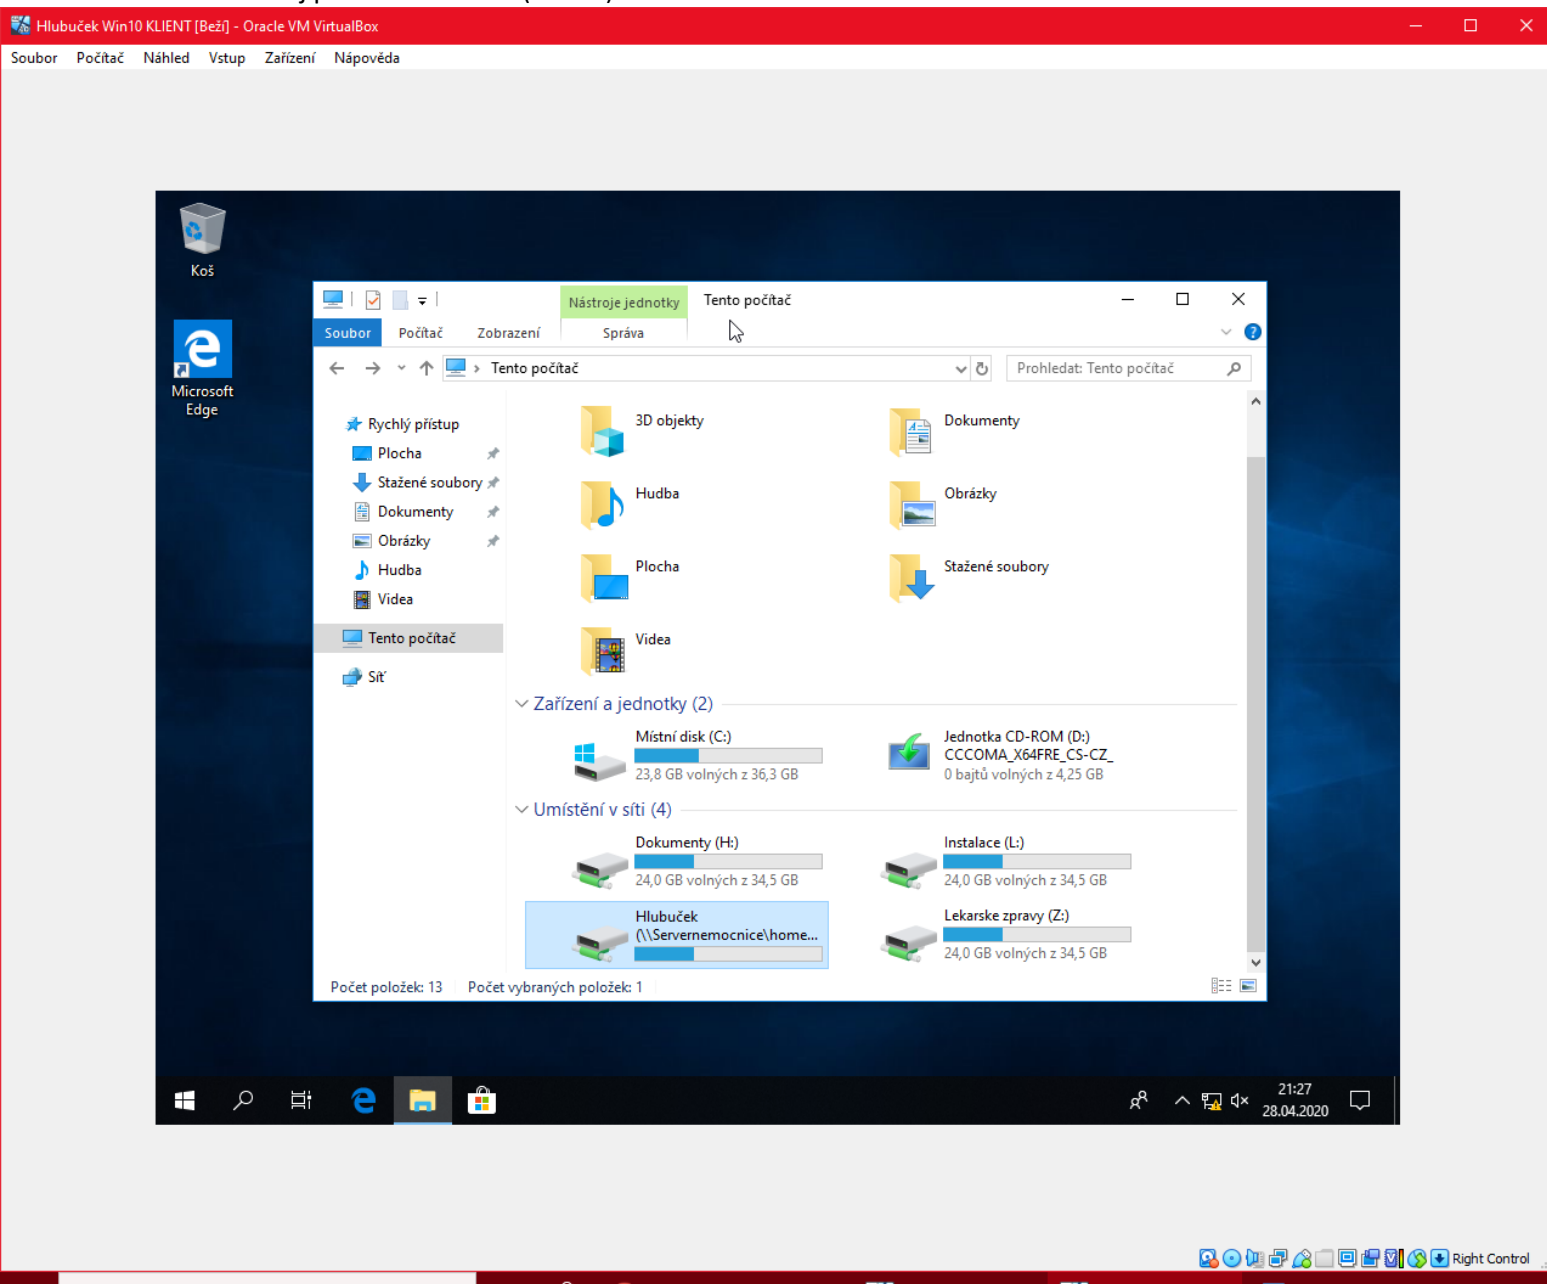 Hlubuček Win10 KLIENT [Beží] - Oracle VM VirtualBox
Soubor Počítač Náhled Vstup Zařízení Nápověda
Koš
Microsoft
Edge
Nástroje jednotky Tento počítač
Soubor Počítač Zobrazení Správa
Tento počítač
Prohledat: Tento počítač
Rychlý přístup
Plocha
Stažené soubory
Dokumenty
Obrázky
Hudba
Videa
Tento počítač
Síť
3D objekty
Dokumenty
Hudba
Obrázky
Plocha
Stažené soubory
Videa
Zařízení a jednotky (2)
Místní disk (C:)
23,8 GB volných z 36,3 GB
Jednotka CD-ROM (D:)
CCCOMA_X64FRE_CS-CZ_
0 bajtů volných z 4,25 GB
Umístění v síti (4)
Dokumenty (H:)
24,0 GB volných z 34,5 GB
Instalace (L:)
24,0 GB volných z 34,5 GB
Hlubuček
(\\Servernemocnice\home...
Lekarske zpravy (Z:)
24,0 GB volných z 34,5 GB
Počet položek: 13 Počet vybraných položek: 1
21:27
28.04.2020
Right Control